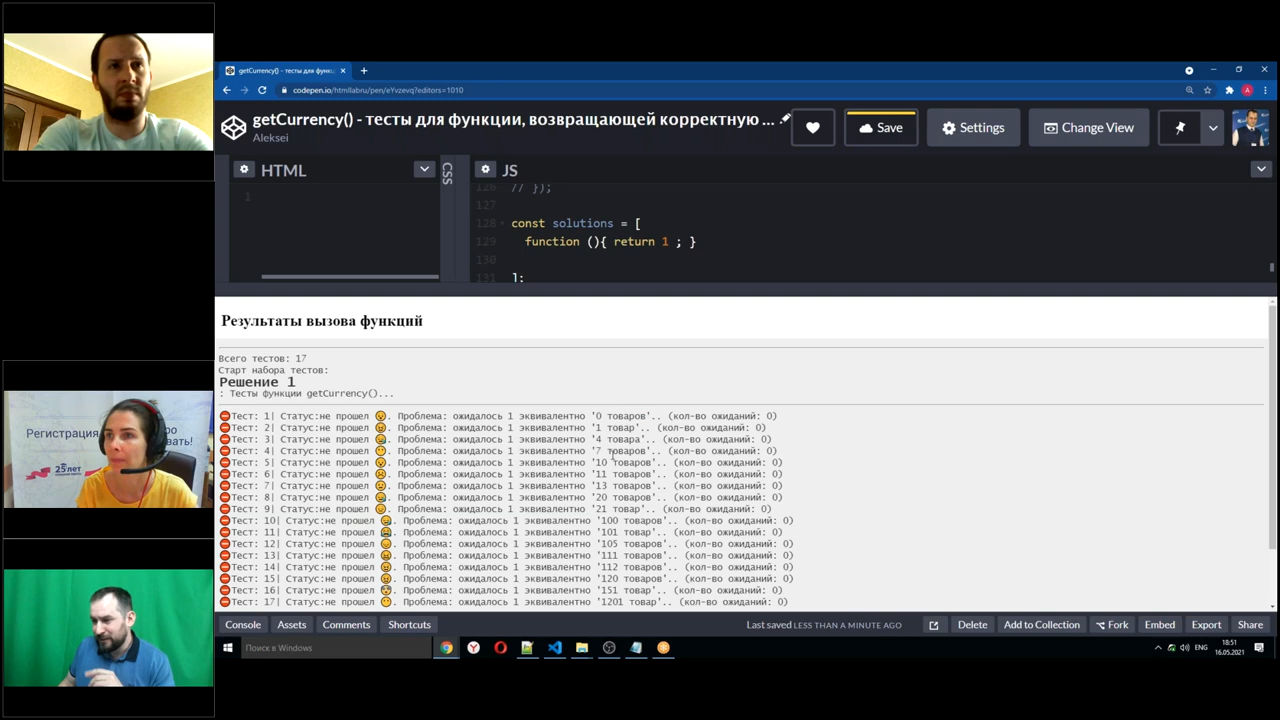 getCurrency() - тесты для функц
codepen.io/htmllabru/pen/eYvzevq?editors=1010
getCurrency() - тесты для функции, возвращающей корректную ...
Aleksei
Save
Settings
Change View
HTML
CSS
JS
1
126 // });
127
128 const solutions = [
129 function (){ return 1 ; }
130
131 ];
Результаты вызова функций
Всего тестов: 17
Старт набора тестов:
Решение 1
: Тесты функции getCurrency()...
Тест: 1| Статус:не прошел 😧. Проблема: ожидалось 1 эквивалентно '0 товаров'.. (кол-во ожиданий: 0)
Тест: 2| Статус:не прошел. Проблема: ожидалось 1 эквивалентно '1 товар'.. (кол-во ожиданий: 0)
Тест: 3| Статус:не прошел. Проблема: ожидалось 1 эквивалентно '4 товара'.. (кол-во ожиданий: 0)
Тест: 4| Статус:не прошел. Проблема: ожидалось 1 эквивалентно '7 товаров'.. (кол-во ожиданий: 0)
Тест: 5| Статус:не прошел. Проблема: ожидалось 1 эквивалентно '10 товаров'.. (кол-во ожиданий: 0)
Тест: 6| Статус:не прошел. Проблема: ожидалось 1 эквивалентно '11 товаров'.. (кол-во ожиданий: 0)
Тест: 7| Статус:не прошел. Проблема: ожидалось 1 эквивалентно '13 товаров'.. (кол-во ожиданий: 0)
Тест: 8| Статус:не прошел. Проблема: ожидалось 1 эквивалентно '20 товаров'.. (кол-во ожиданий: 0)
Тест: 9| Статус:не прошел. Проблема: ожидалось 1 эквивалентно '21 товар'.. (кол-во ожиданий: 0)
Тест: 10| Статус:не прошел. Проблема: ожидалось 1 эквивалентно '100 товаров'.. (кол-во ожиданий: 0)
Тест: 11| Статус:не прошел. Проблема: ожидалось 1 эквивалентно '101 товар'.. (кол-во ожиданий: 0)
Тест: 12| Статус:не прошел. Проблема: ожидалось 1 эквивалентно '105 товаров'.. (кол-во ожиданий: 0)
Тест: 13| Статус:не прошел. Проблема: ожидалось 1 эквивалентно '111 товаров'.. (кол-во ожиданий: 0)
Тест: 14| Статус:не прошел. Проблема: ожидалось 1 эквивалентно '112 товаров'.. (кол-во ожиданий: 0)
Тест: 15| Статус:не прошел. Проблема: ожидалось 1 эквивалентно '120 товаров'.. (кол-во ожиданий: 0)
Тест: 16| Статус:не прошел. Проблема: ожидалось 1 эквивалентно '151 товар'.. (кол-во ожиданий: 0)
Тест: 17| Статус:не прошел. Проблема: ожидалось 1 эквивалентно '1201 товар'.. (кол-во ожиданий: 0)
Console
Assets
Comments
Shortcuts
Last saved LESS THAN A MINUTE AGO
Delete
Add to Collection
Fork
Embed
Export
Share
Поиск в Windows
ENG
18:51
16.05.2021
Регистрация
25 лет